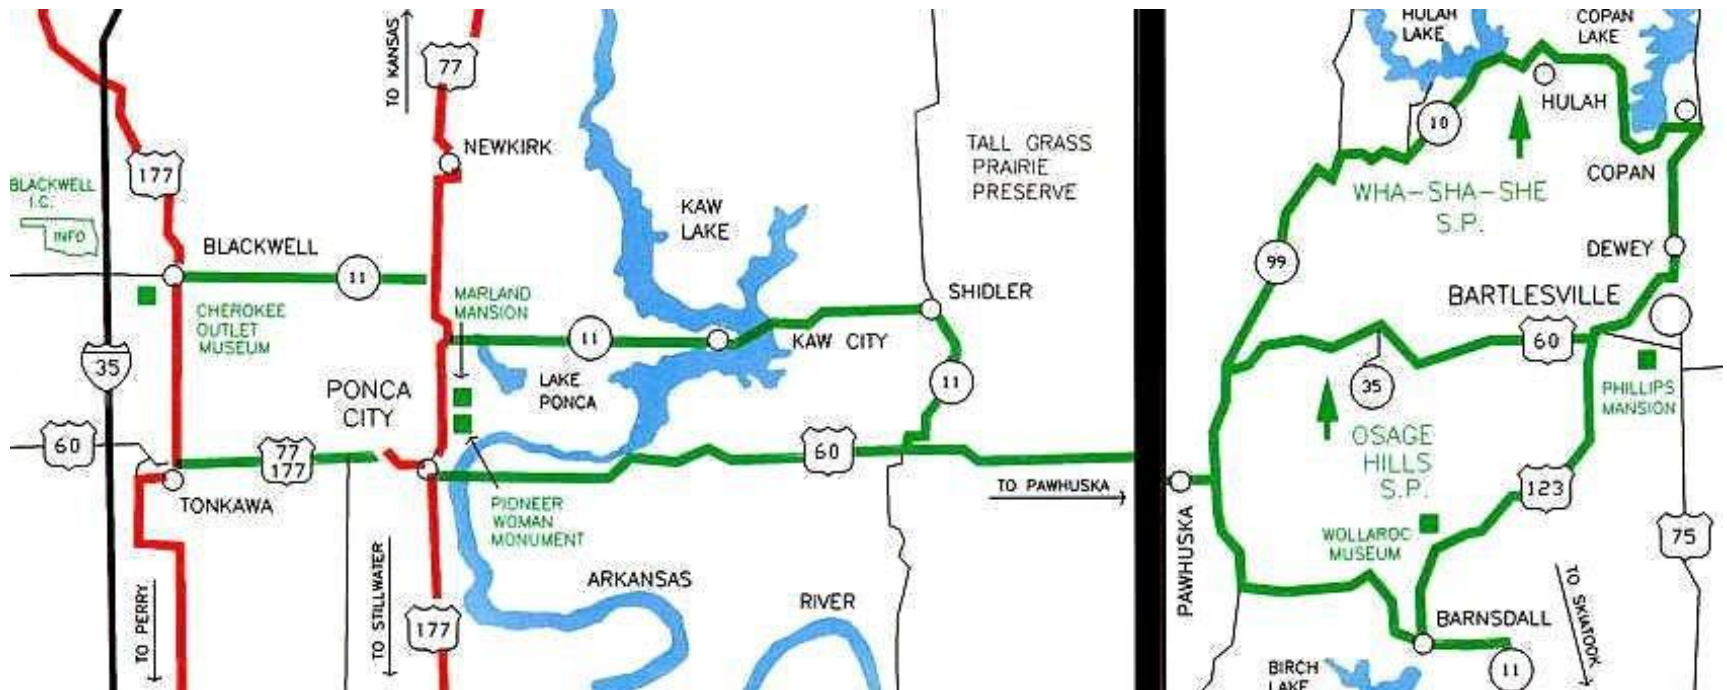 TO KANSAS
77
NEWKIRK
177
BLACKWELL
I.C.
INFO
BLACKWELL
11
CHEROKEE
OUTLET
MUSEUM
35
MARLAND
MANSION
KAW
LAKE
TALL GRASS
PRAIRIE
PRESERVE
SHIDLER
11
KAW CITY
LAKE
PONCA
11
PONCA
CITY
60
77
177
TONKAWA
60
TO PAWHUSKA
PIONEER
WOMAN
MONUMENT
TO PERRY
TO STILLWATER
177
ARKANSAS
RIVER
HULAH
LAKE
COPAN
LAKE
HULAH
10
COPAN
WHA-SHA-SHE
S.P.
99
DEWEY
BARTLESVILLE
60
35
PHILLIPS
MANSION
OSAGE
HILLS
S.P.
123
WOLLAROC
MUSEUM
75
PAWHUSKA
TO SKIATOOK
BARNSDALL
11
BIRCH
LAKE